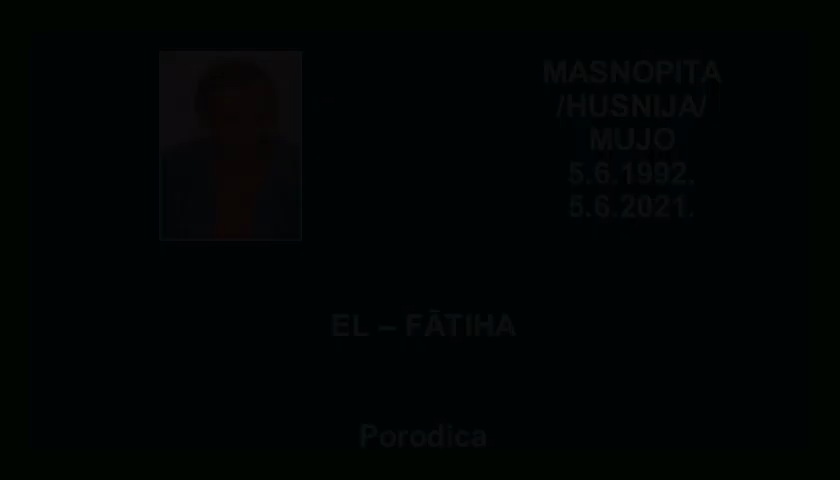 MASNOPITA
/HUSNIJA/
MUJO
5.6.1992.
5.6.2021.
EL – FĀTIHA
Porodica